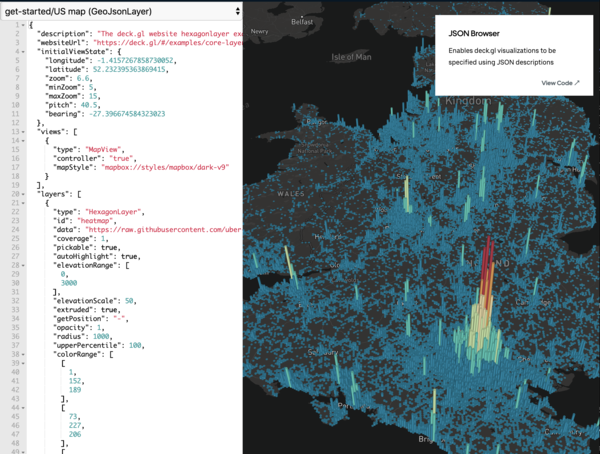 get-started/US map (GeoJsonLayer)
1 {
2 "description": "The deck.gl website hexagonlayer exa
3 "websiteUrl": "https://deck.gl/#/examples/core-laye
4 "initialViewState": {
5 "longitude": -1.4157267858730052,
6 "latitude": 52.232395363869415,
7 "zoom": 6.6,
8 "minZoom": 5,
9 "maxZoom": 15,
10 "pitch": 40.5,
11 "bearing": -27.396674584323023
12 },
13 "views": [
14 {
15 "type": "MapView",
16 "controller": "true",
17 "mapStyle": "mapbox://styles/mapbox/dark-v9"
18 }
19 ],
20 "layers": [
21 {
22 "type": "HexagonLayer",
23 "id": "heatmap",
24 "data": "https://raw.githubusercontent.com/uber
25 "coverage": 1,
26 "pickable": true,
27 "autoHighlight": true,
28 "elevationRange": [
29 0,
30 3000
31 ],
32 "elevationScale": 50,
33 "extruded": true,
34 "getPosition": "-",
35 "opacity": 1,
36 "radius": 1000,
37 "upperPercentile": 100,
38 "colorRange": [
39 [
40 1,
41 152,
42 189
43 ],
44 [
45 73,
46 227,
47 206
48 ],
49 [
JSON Browser
Enables deck.gl visualizations to be
specified using JSON descriptions
View Code ↗
Belfast
Newry
Isle of Man
Kingdom
WALES